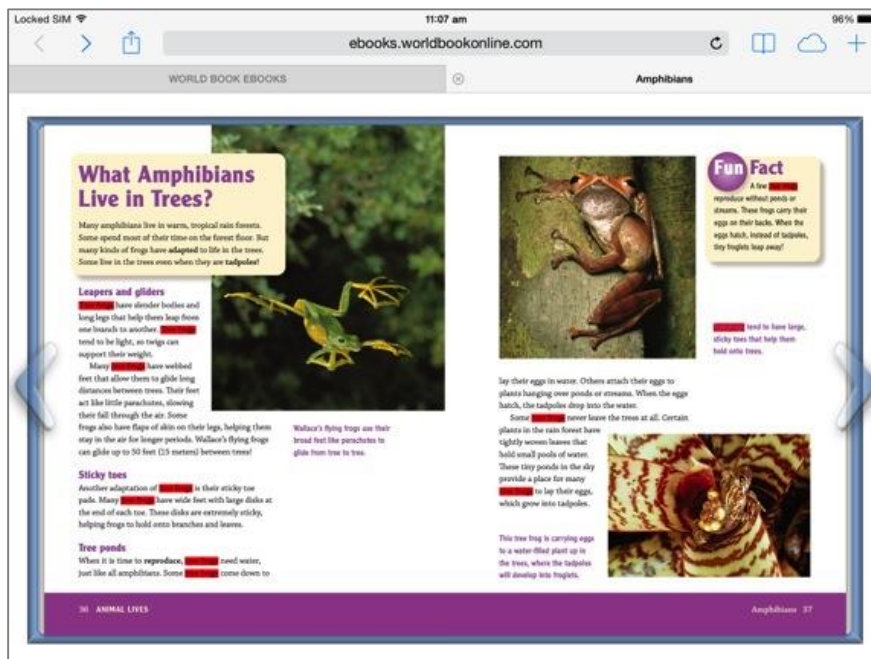 Locked SIM
11:07 am
96%
ebooks.worldbookonline.com
WORLD BOOK EBOOKS
Amphibians
What Amphibians
Live in Trees?
Many amphibians live in warm, tropical rain forests.
Some spend most of their time on the forest floor. But
many kinds of frogs have adapted to life in the trees.
Some live in the trees even when they are tadpoles!
Leapers and gliders
Tree frogs have slender bodies and
long legs that help them leap from
one branch to another. Tree frogs
tend to be light, so twigs can
support their weight.
Many tree frogs have webbed
feet that allow them to glide long
distances between trees. Their feet
act like little parachutes, slowing
their fall through the air. Some
frogs also have flaps of skin on their legs, helping them
stay in the air for longer periods. Wallace's flying frogs
can glide up to 50 feet (15 meters) between trees!
Sticky toes
Another adaptation of tree frogs is their sticky toe
pads. Many tree frogs have wide feet with large disks at
the end of each toe. These disks are extremely sticky,
helping frogs to hold onto branches and leaves.
Tree ponds
When it is time to reproduce, tree frogs need water,
just like all amphibians. Some tree frogs come down to
Wallace's flying frogs use their
broad feet like parachutes to
glide from tree to tree.
36 ANIMAL LIVES
Fun Fact
A few tree frogs
reproduce without ponds or
streams. These frogs carry their
eggs on their backs. When the
eggs hatch, instead of tadpoles,
tiny froglets leap away!
tend to have large,
sticky toes that help them
hold onto trees.
lay their eggs in water. Others attach their eggs to
plants hanging over ponds or streams. When the eggs
hatch, the tadpoles drop into the water.
Some tree frogs never leave the trees at all. Certain
plants in the rain forest have
tightly woven leaves that
hold small pools of water.
These tiny ponds in the sky
provide a place for many
tree frogs to lay their eggs,
which grow into tadpoles.
This tree frog is carrying eggs
to a water-filled plant up in
the trees, where the tadpoles
will develop into froglets.
Amphibians 37